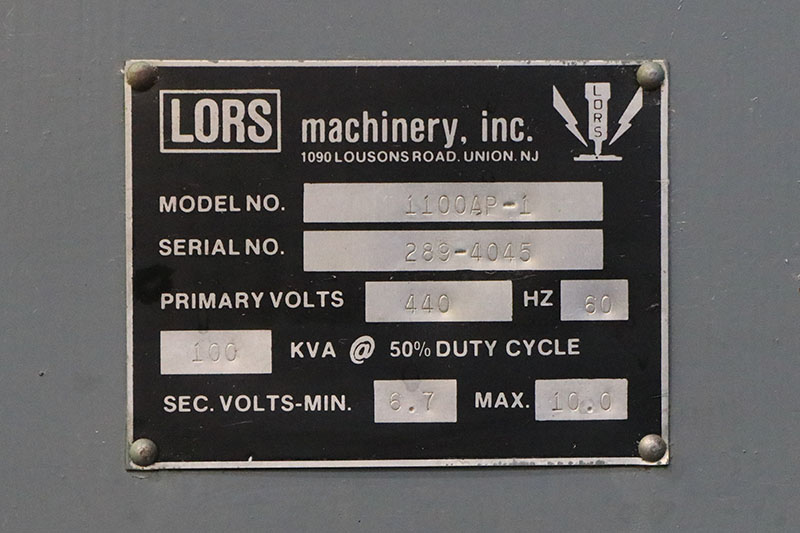 LORS machinery, inc.
LORS
1090 LOUSONS ROAD. UNION. NJ
MODEL NO. 1100AP-1
SERIAL NO. 289-4045
PRIMARY VOLTS 440 HZ 60
100 KVA @ 50% DUTY CYCLE
SEC. VOLTS-MIN. 6.7 MAX. 10.0